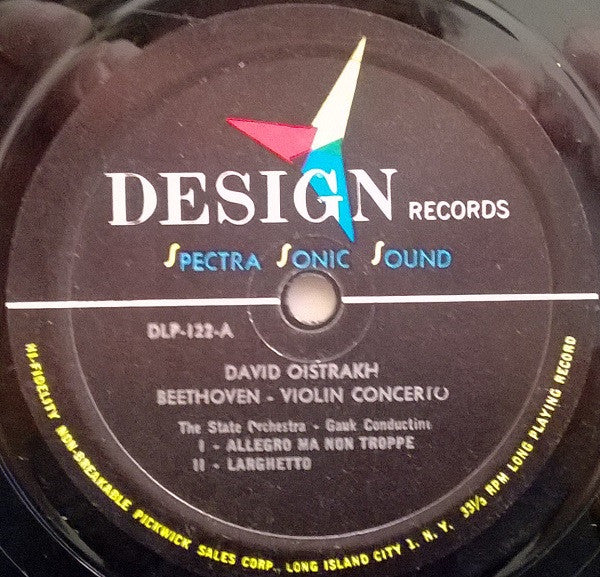 DESIGN RECORDS
SPECTRA SONIC SOUND
DLP-122-A
DAVID OISTRAKH
BEETHOVEN - VIOLIN CONCERTO
The State Orchestra - Gauk Conducting
I - ALLEGRO MA NON TROPPE
II - LARGHETTO
HI-FIDELITY NON-BREAKABLE PICKWICK SALES CORP., LONG ISLAND CITY 1, N. Y. 33⅓ RPM LONG PLAYING RECORD